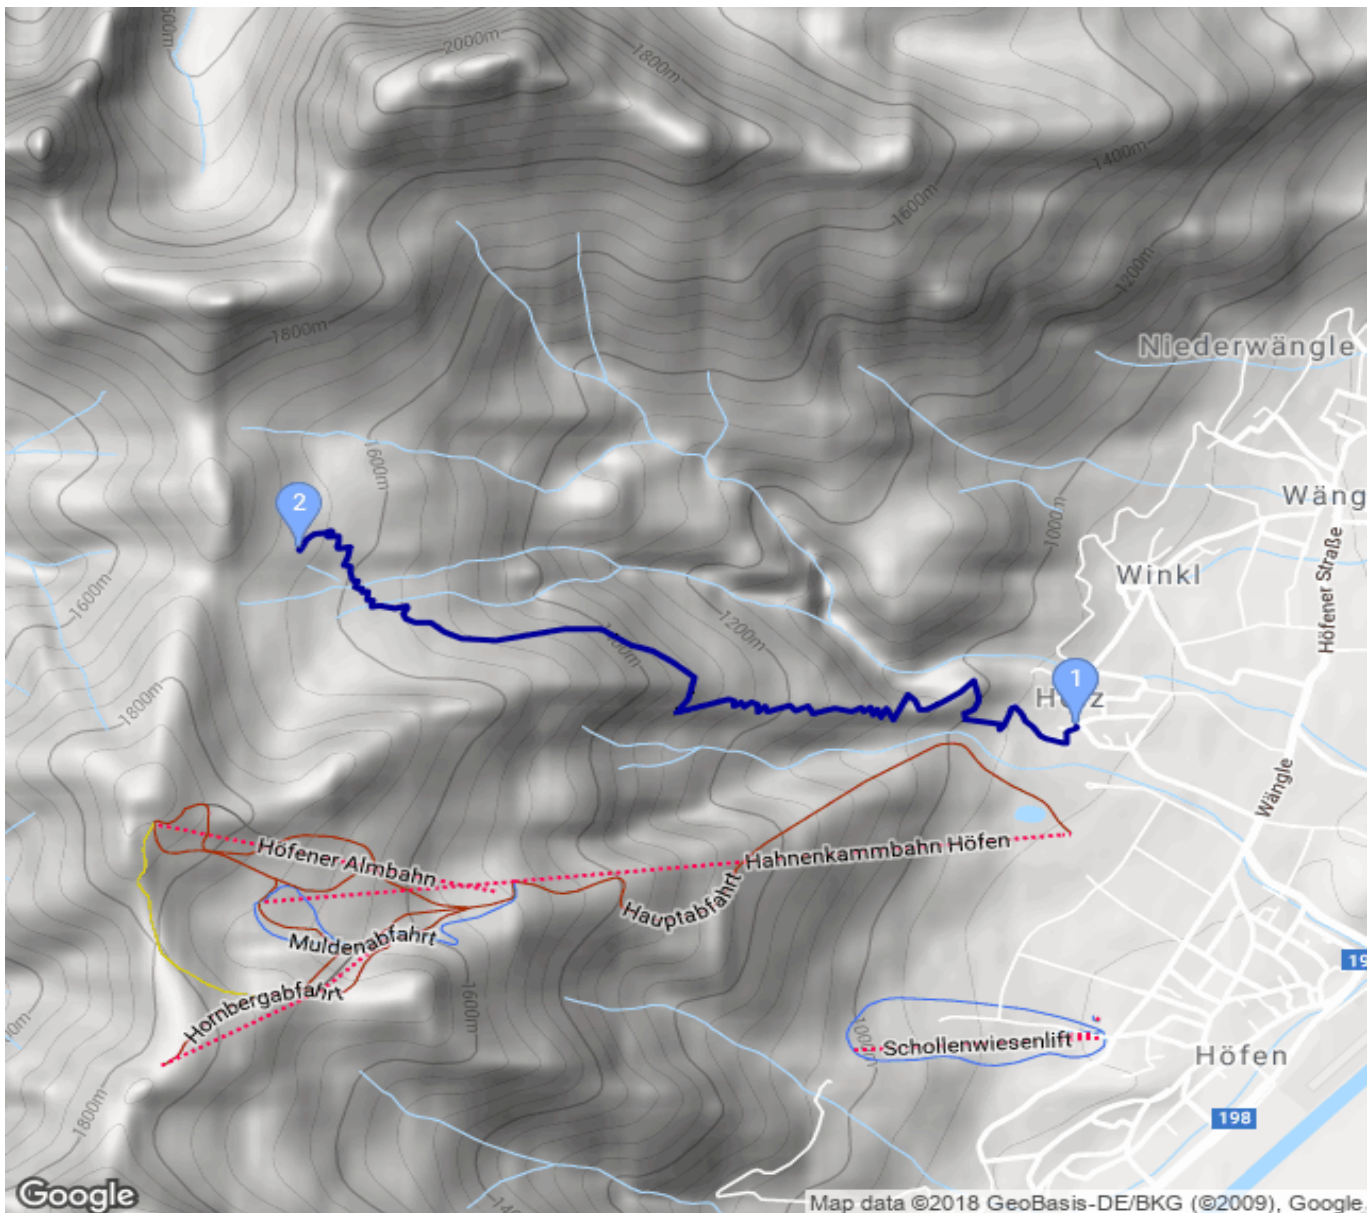 2000m
1800m
1400m
1600m
1200m
Niederwängle
1800m
1600m
1000m
Wäng
Höfener Straße
2
Winkl
1600m
1200m
1
1800m
Wängle
Höfener Almbahn
Hahnenkammbahn Höfen
Hauptabfahrt
Muldenabfahrt
Hornbergabfahrt
1600m
Schollenwiesenlift
Höfen
1800m
198
Google
Map data ©2018 GeoBasis-DE/BKG (©2009), Google